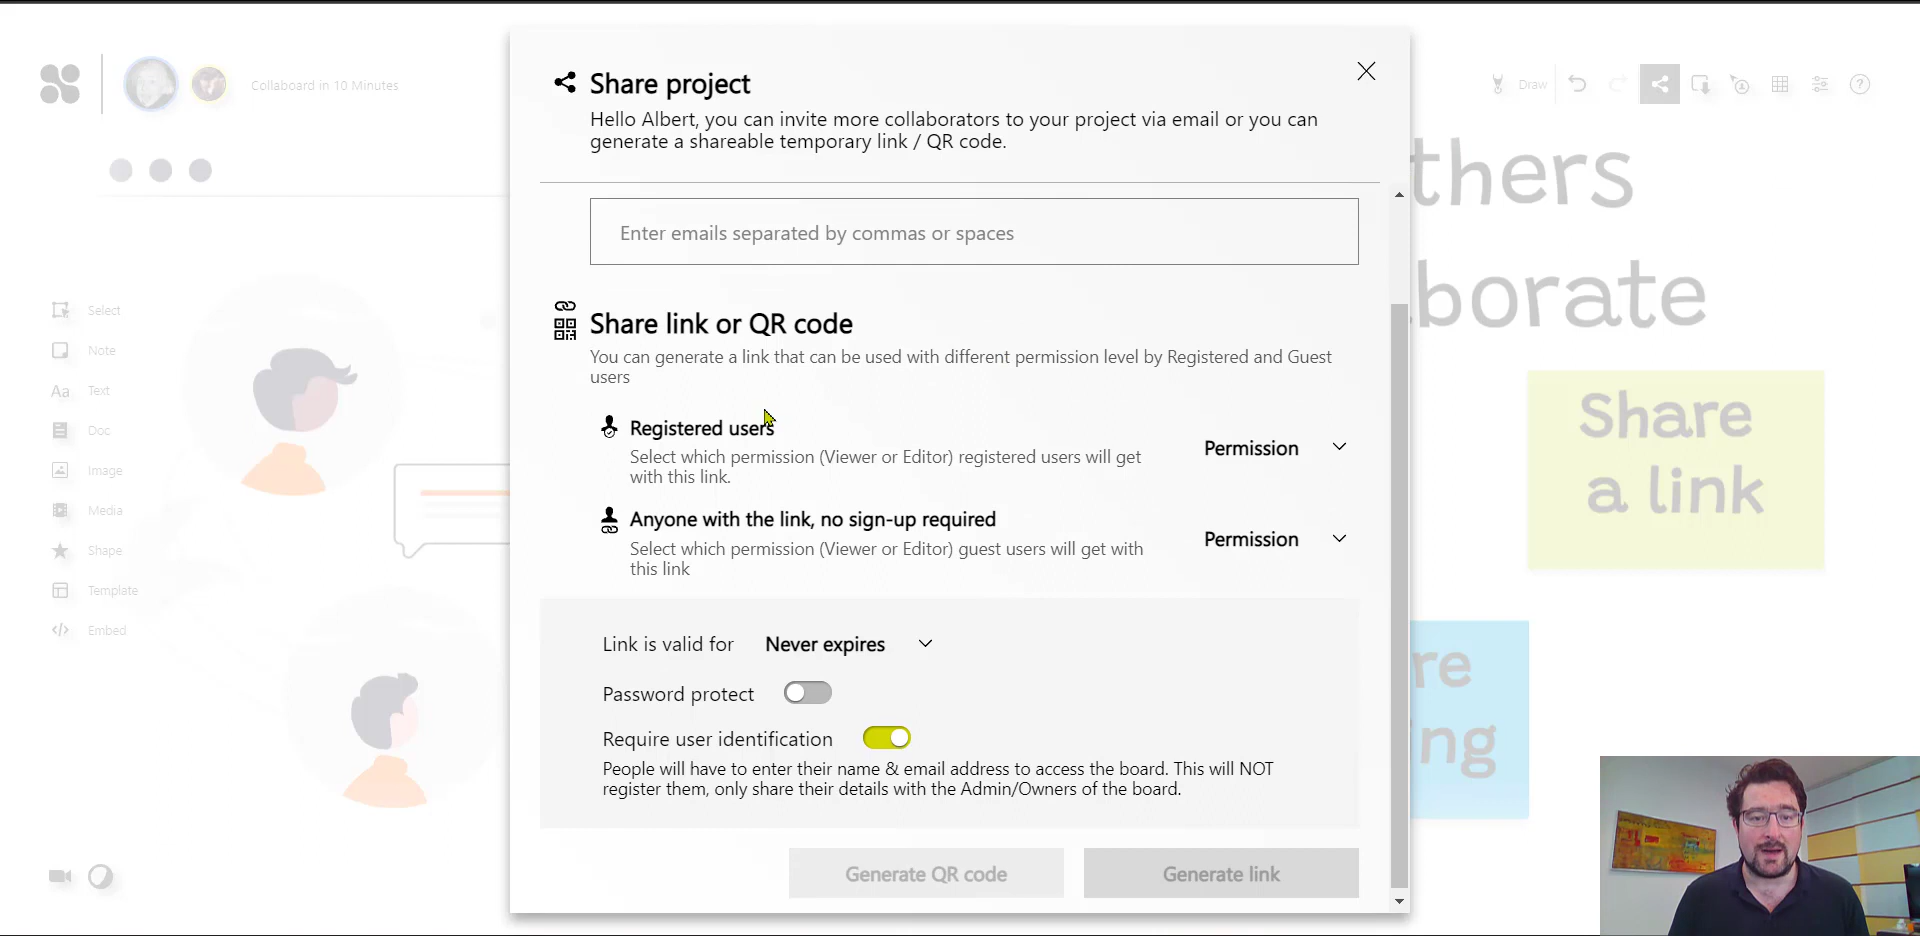 Collaboard in 10 Minutes
Draw
Share project
Hello Albert, you can invite more collaborators to your project via email or you can
generate a shareable temporary link / QR code.
Enter emails separated by commas or spaces
Share link or QR code
You can generate a link that can be used with different permission level by Registered and Guest
users
Registered users
Select which permission (Viewer or Editor) registered users will get
with this link.
Permission
Anyone with the link, no sign-up required
Select which permission (Viewer or Editor) guest users will get with
this link
Permission
Link is valid for Never expires
Password protect
Require user identification
People will have to enter their name & email address to access the board. This will NOT
register them, only share their details with the Admin/Owners of the board.
Generate QR code
Generate link
Select
Note
Aa Text
Doc
Image
Media
Shape
Template
Embed
thers
borate
Share
a link
re
ng